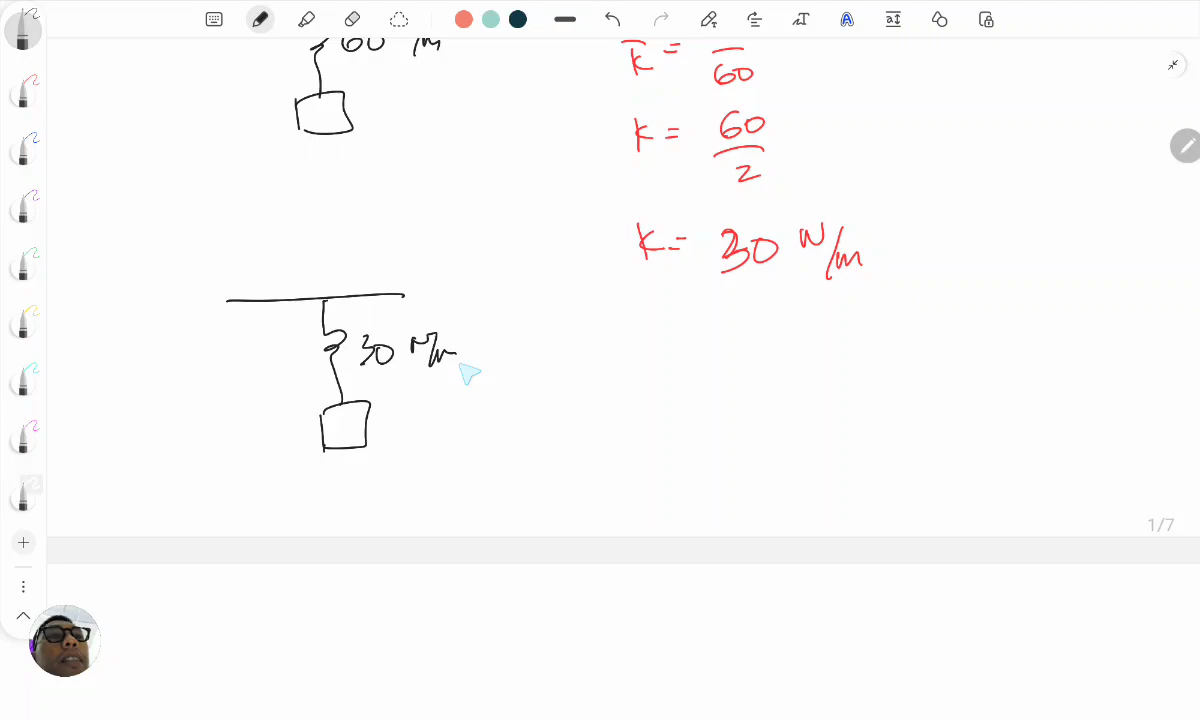 60 N/m
K = — 60
K = 60/2
K = 30 N/m
30 N/m
1/7